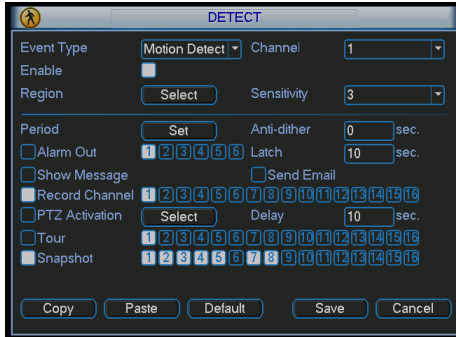 DETECT
Event Type Motion Detect Channel 1
Enable
Region Select Sensitivity 3
Period Set Anti-dither 0 sec.
Alarm Out 1 2 3 4 5 6 Latch 10 sec.
Show Message Send Email
Record Channel 1 2 3 4 5 6 7 8 9 10 11 12 13 14 15 16
PTZ Activation Select Delay 10 sec.
Tour 1 2 3 4 5 6 7 8 9 10 11 12 13 14 15 16
Snapshot 1 2 3 4 5 6 7 8 9 10 11 12 13 14 15 16
Copy Paste Default Save Cancel